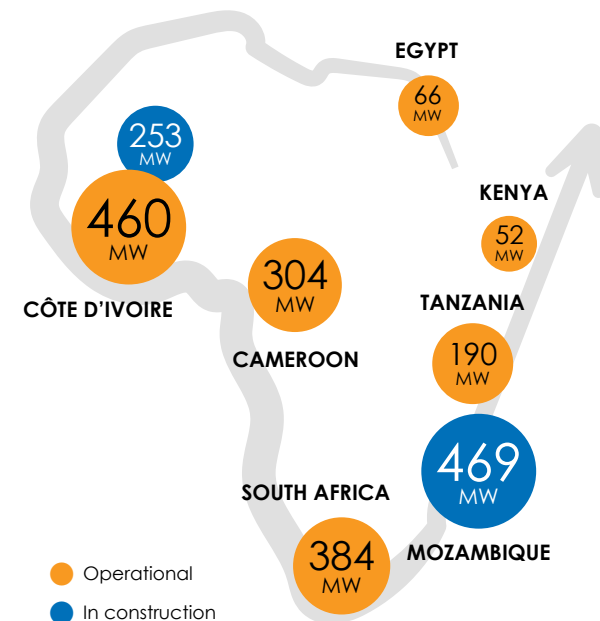 EGYPT
66
MW
253
MW
KENYA
460
MW
52
MW
304
MW
TANZANIA
CÔTE D'IVOIRE
CAMEROON
190
MW
469
MW
SOUTH AFRICA
384
MW
MOZAMBIQUE
Operational
In construction